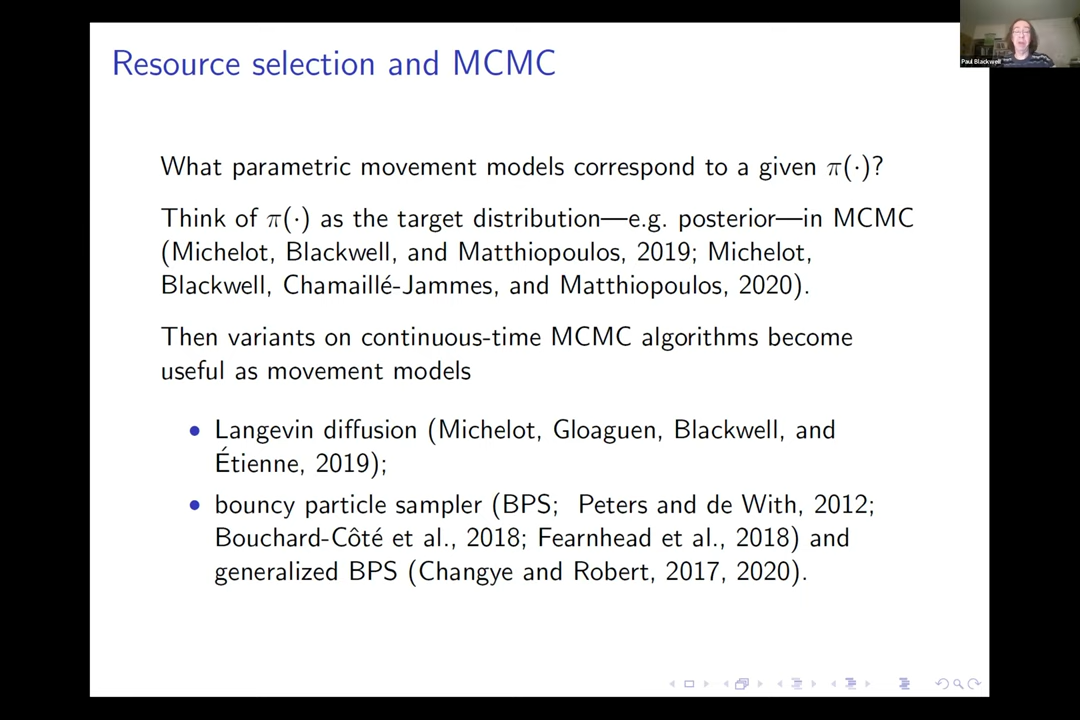 Resource selection and MCMC
Paul Blackwell
What parametric movement models correspond to a given π(·)?
Think of π(·) as the target distribution—e.g. posterior—in MCMC
(Michelot, Blackwell, and Matthiopoulos, 2019; Michelot,
Blackwell, Chamaillé-Jammes, and Matthiopoulos, 2020).
Then variants on continuous-time MCMC algorithms become
useful as movement models
• Langevin diffusion (Michelot, Gloaguen, Blackwell, and
Étienne, 2019);
• bouncy particle sampler (BPS; Peters and de With, 2012;
Bouchard-Côté et al., 2018; Fearnhead et al., 2018) and
generalized BPS (Changye and Robert, 2017, 2020).